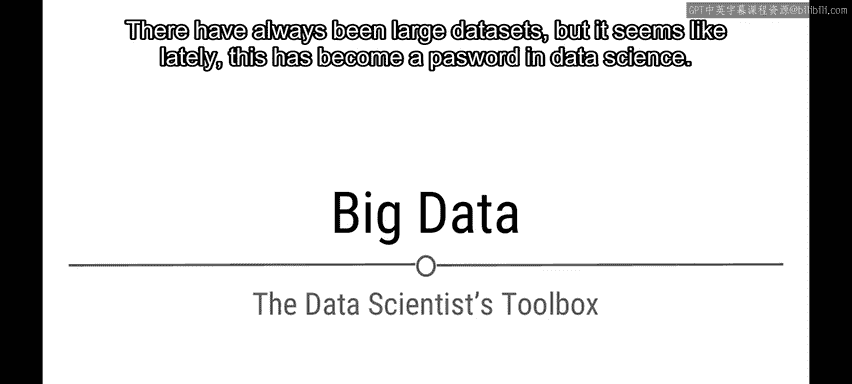 GPT中英字幕课程资源@bilibili.com
There have always been large datasets, but it seems like
lately, this has become a pasword in data science.
Big Data
The Data Scientist's Toolbox